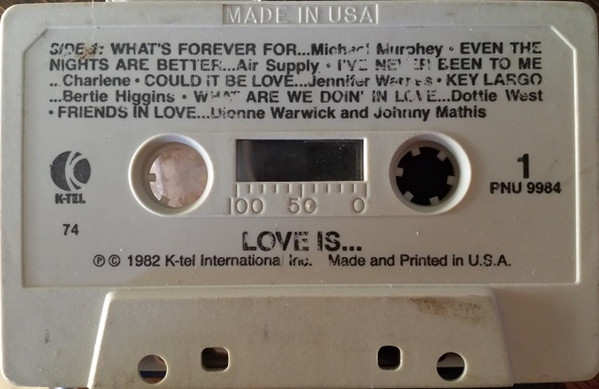 MADE IN USA
SIDE 1: WHAT'S FOREVER FOR...Michael Murphey • EVEN THE
NIGHTS ARE BETTER...Air Supply • I'VE NEVER BEEN TO ME
...Charlene • COULD IT BE LOVE...Jennifer Warnes • KEY LARGO
...Bertie Higgins • WHAT ARE WE DOIN' IN LOVE...Dottie West
• FRIENDS IN LOVE...Dionne Warwick and Johnny Mathis
K-TEL
1
PNU 9984
100 50 0
74
LOVE IS...
℗ © 1982 K-tel International Inc. Made and Printed in U.S.A.